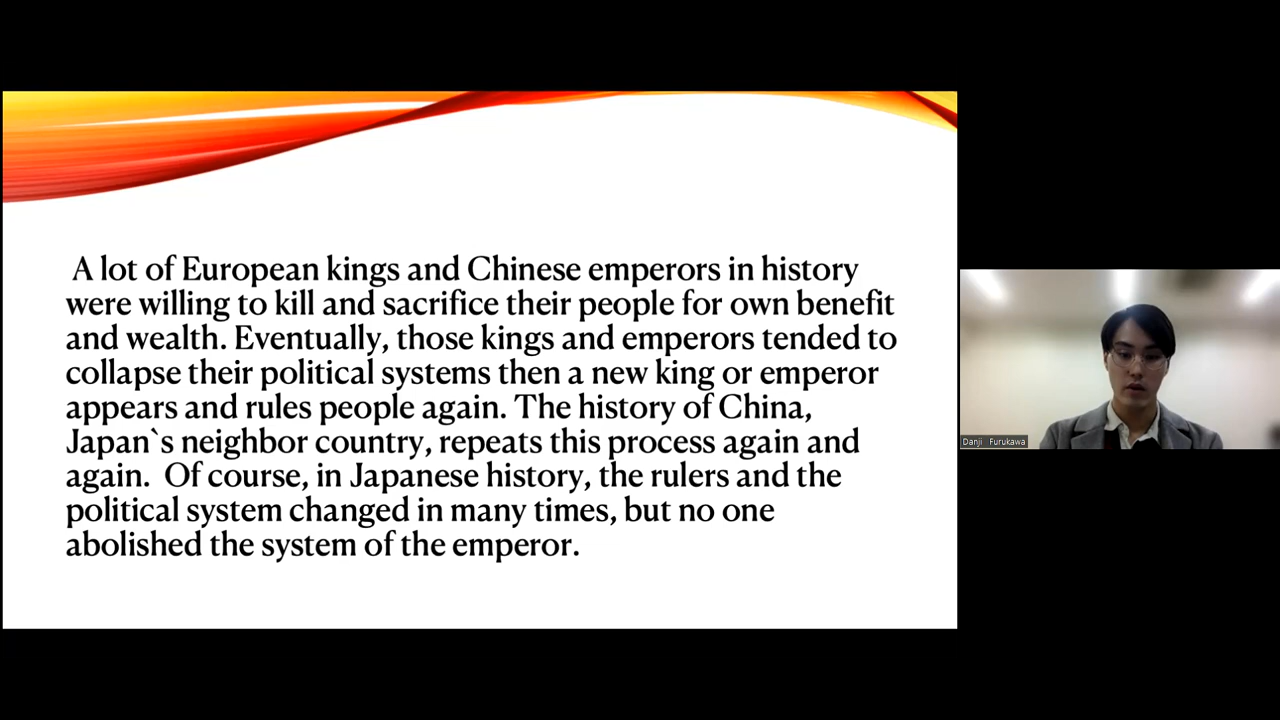 A lot of European kings and Chinese emperors in history
were willing to kill and sacrifice their people for own benefit
and wealth. Eventually, those kings and emperors tended to
collapse their political systems then a new king or emperor
appears and rules people again. The history of China,
Japan`s neighbor country, repeats this process again and
again.  Of course, in Japanese history, the rulers and the
political system changed in many times, but no one
abolished the system of the emperor.
Danji Furukawa